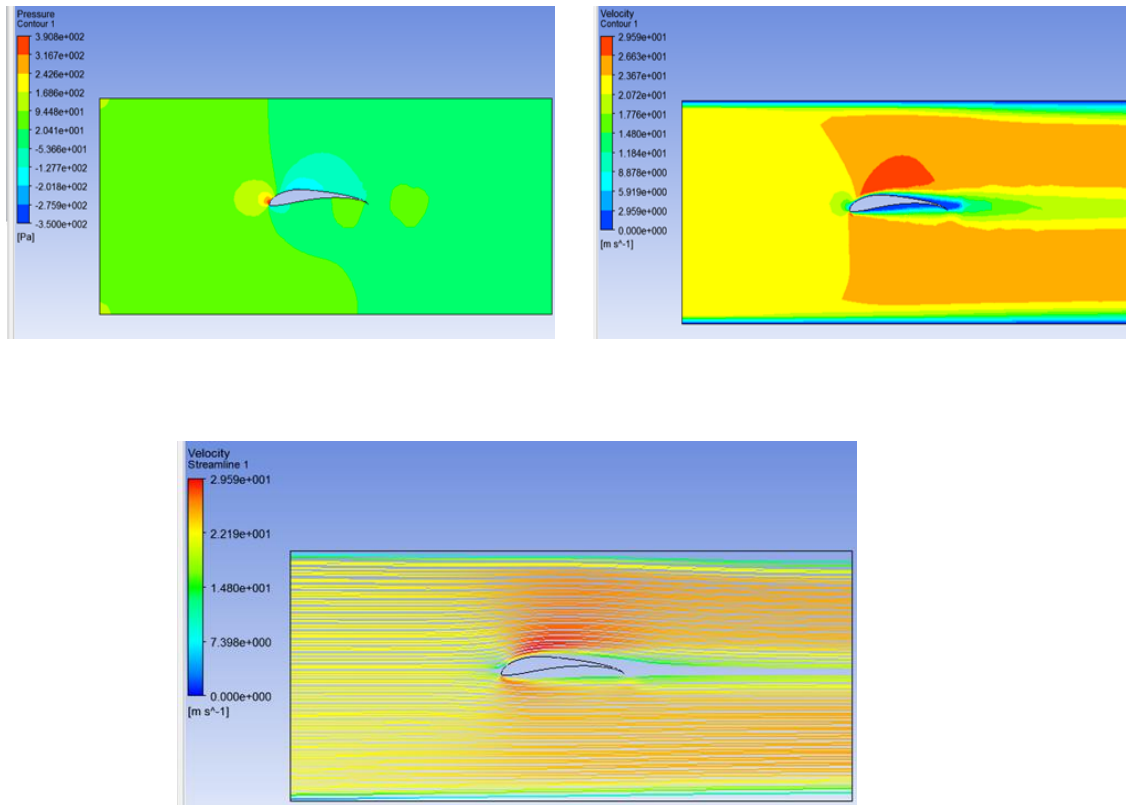 Pressure
Contour 1
3.908e+002
3.167e+002
2.426e+002
1.686e+002
9.448e+001
2.041e+001
-5.366e+001
-1.277e+002
-2.018e+002
-2.759e+002
-3.500e+002
[Pa]
Velocity
Contour 1
2.959e+001
2.663e+001
2.367e+001
2.072e+001
1.776e+001
1.480e+001
1.184e+001
8.878e+000
5.919e+000
2.959e+000
0.000e+000
[m s^-1]
Velocity
Streamline 1
2.959e+001
2.219e+001
1.480e+001
7.398e+000
0.000e+000
[m s^-1]